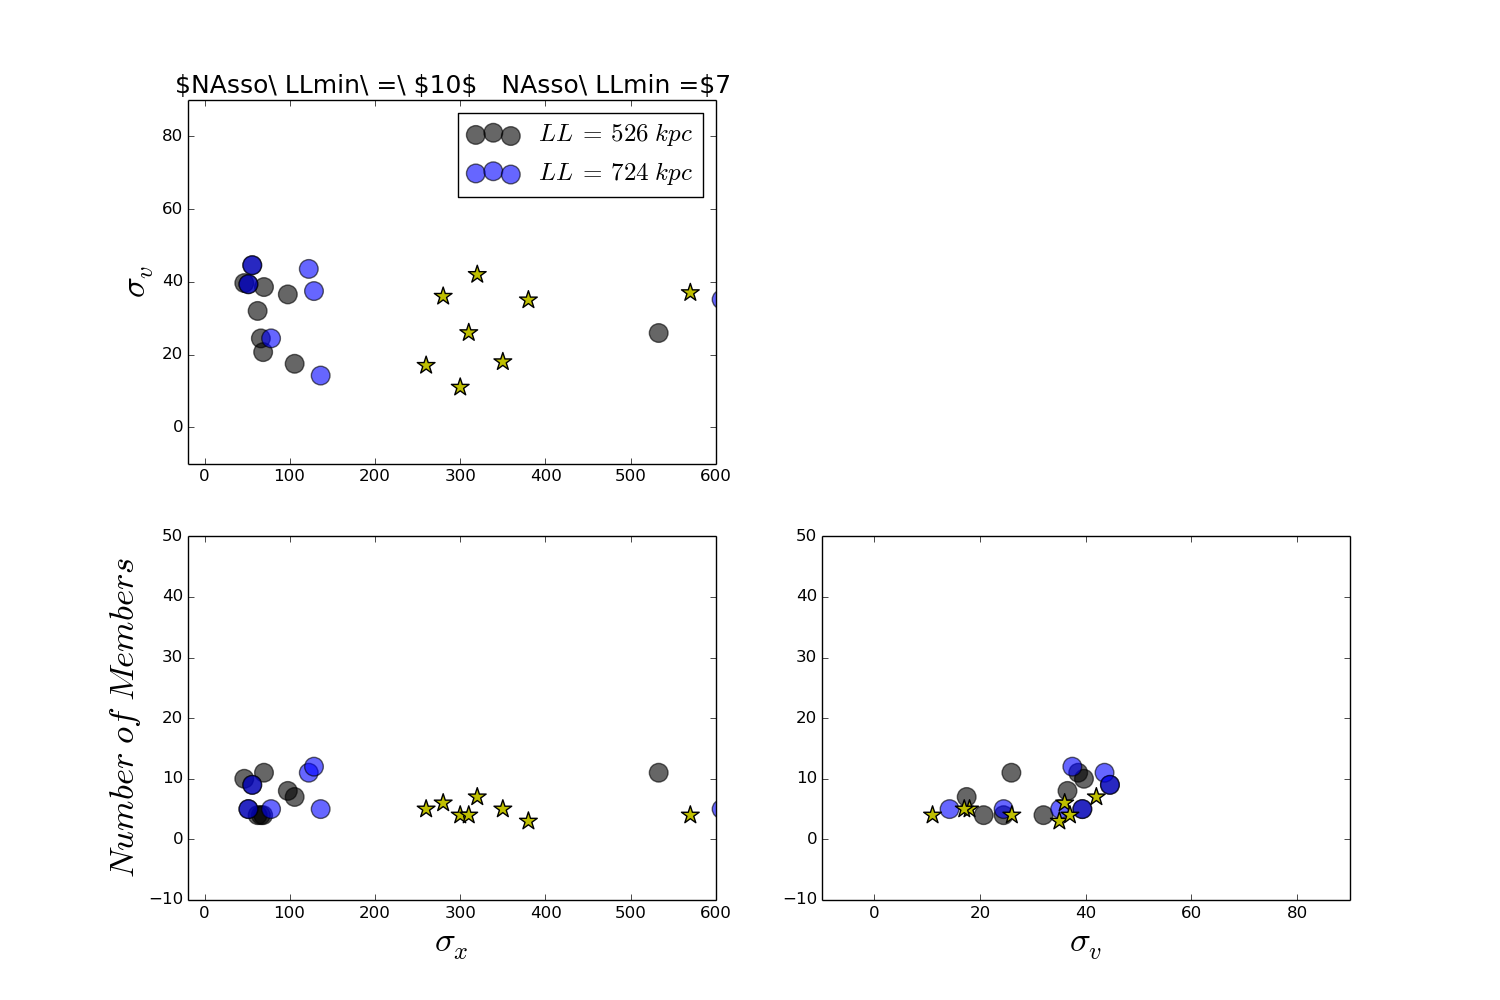 $NAsso\ LLmin\ =\ $10$   NAsso\ LLmin =$7
LL = 526 kpc
LL = 724 kpc
80
60
40
20
0
σ_v
0 100 200 300 400 500 600
50
40
30
20
10
0
−10
Number of Members
0 100 200 300 400 500 600
σ_x
50
40
30
20
10
0
−10
0 20 40 60 80
σ_v